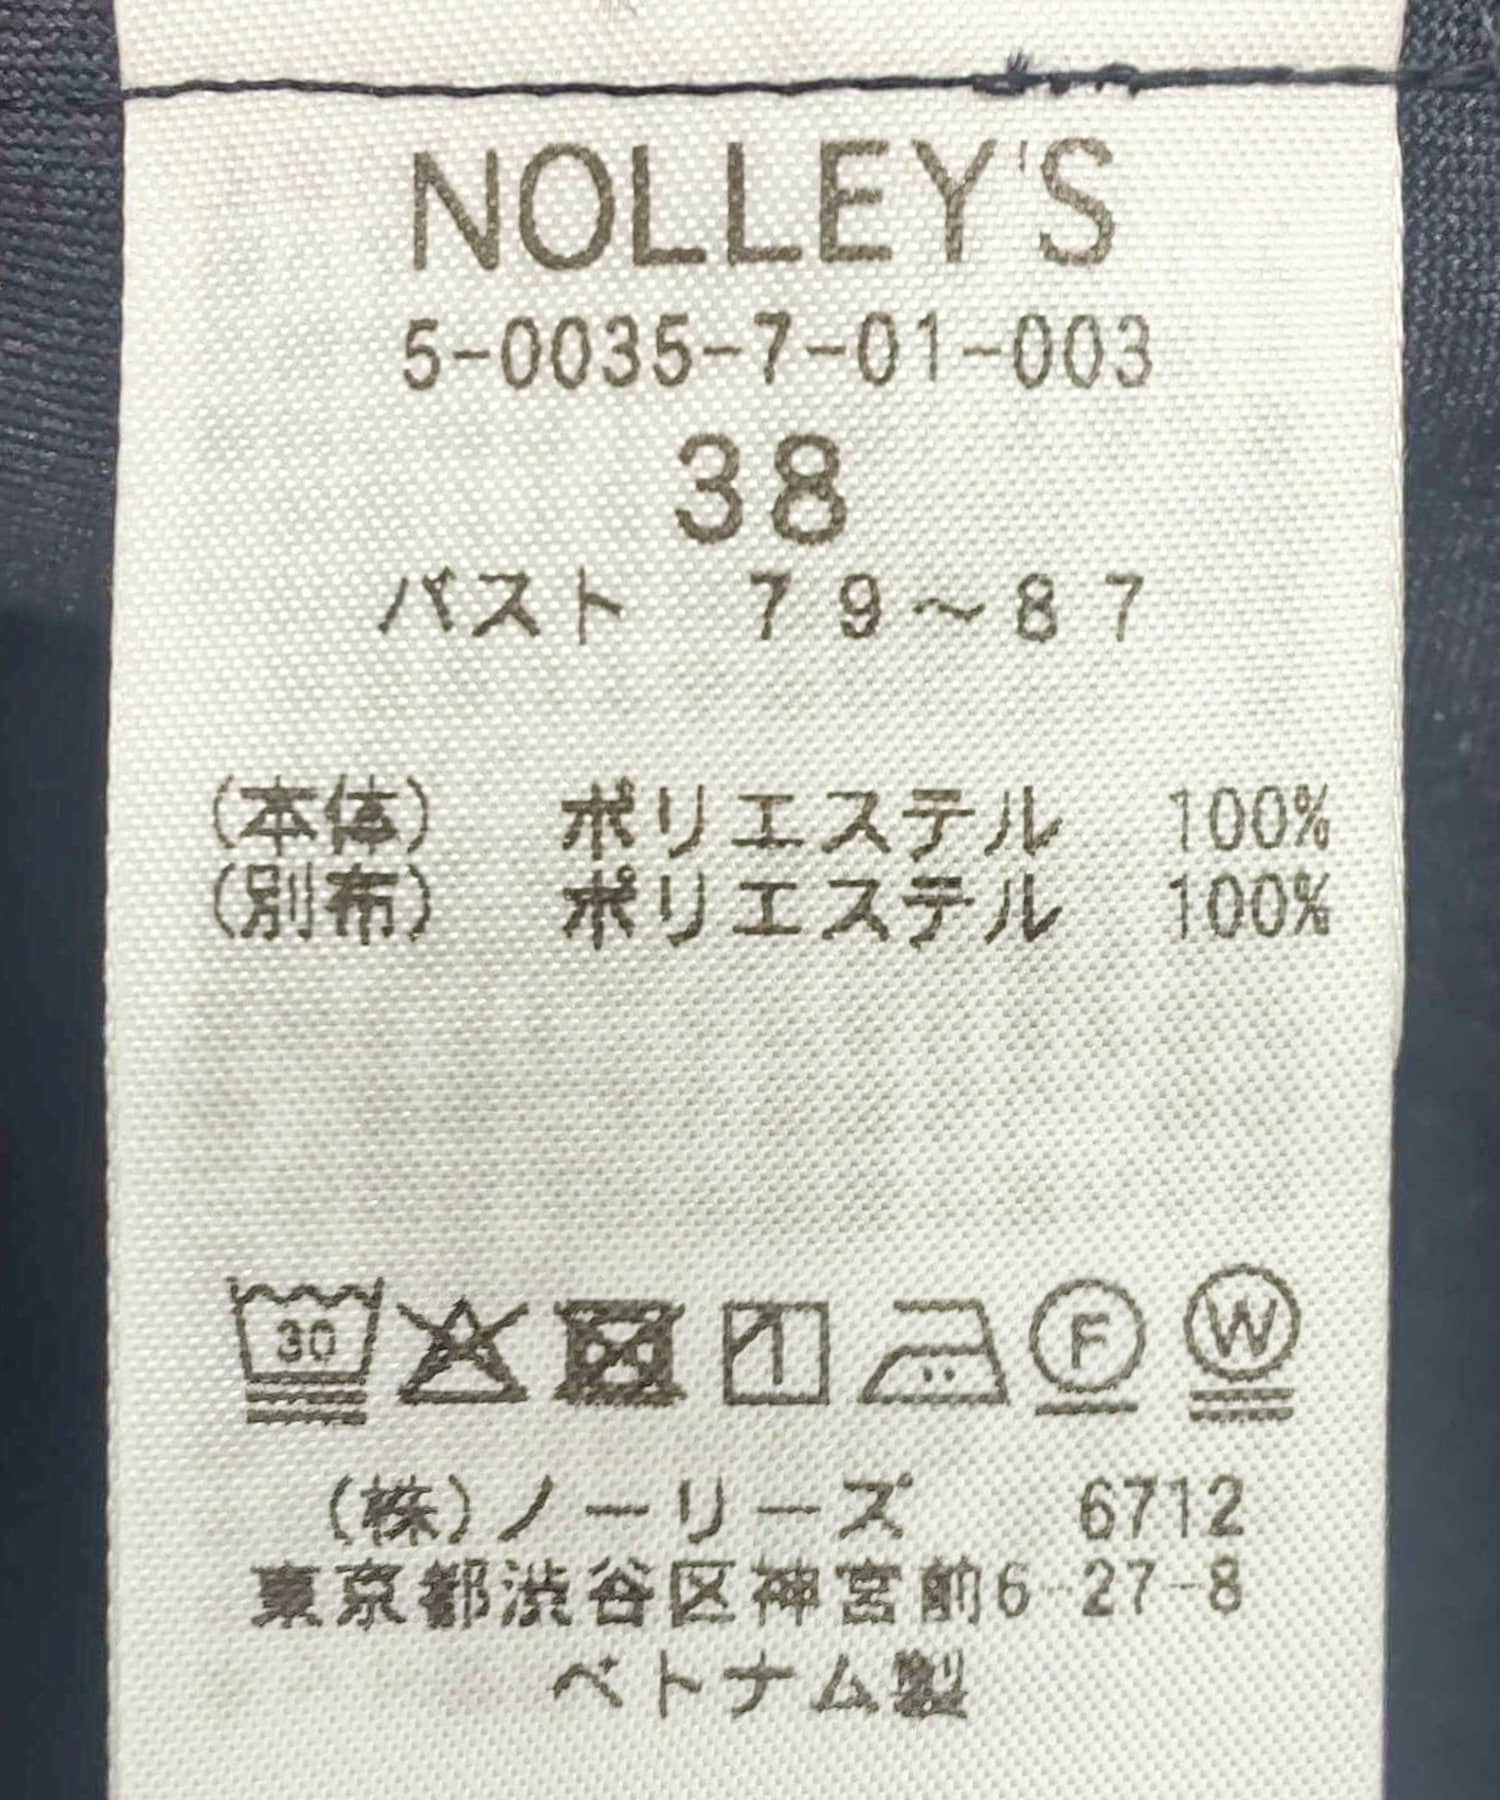 NOLLEY'S
5-0035-7-01-003
38
バスト 79～87
(本体) ポリエステル 100%
(別布) ポリエステル 100%
30 F W
(株)ノーリーズ 6712
東京都渋谷区神宮前6-27-8
ベトナム製